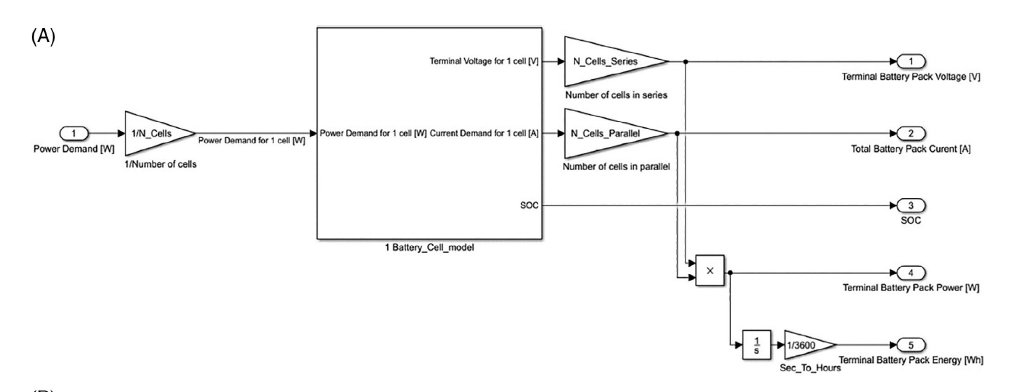 (A)
Terminal Voltage for 1 cell [V]
N_Cells_Series
1
Terminal Battery Pack Voltage [V]
Number of cells in series
1
Power Demand [W]
1/N_Cells
1/Number of cells
Power Demand for 1 cell [W]
Power Demand for 1 cell [W] Current Demand for 1 cell [A]
N_Cells_Parallel
2
Total Battery Pack Curent [A]
Number of cells in parallel
SOC
3
SOC
1 Battery_Cell_model
×
4
Terminal Battery Pack Power [W]
1
s
1/3600
Sec_To_Hours
5
Terminal Battery Pack Energy [Wh]